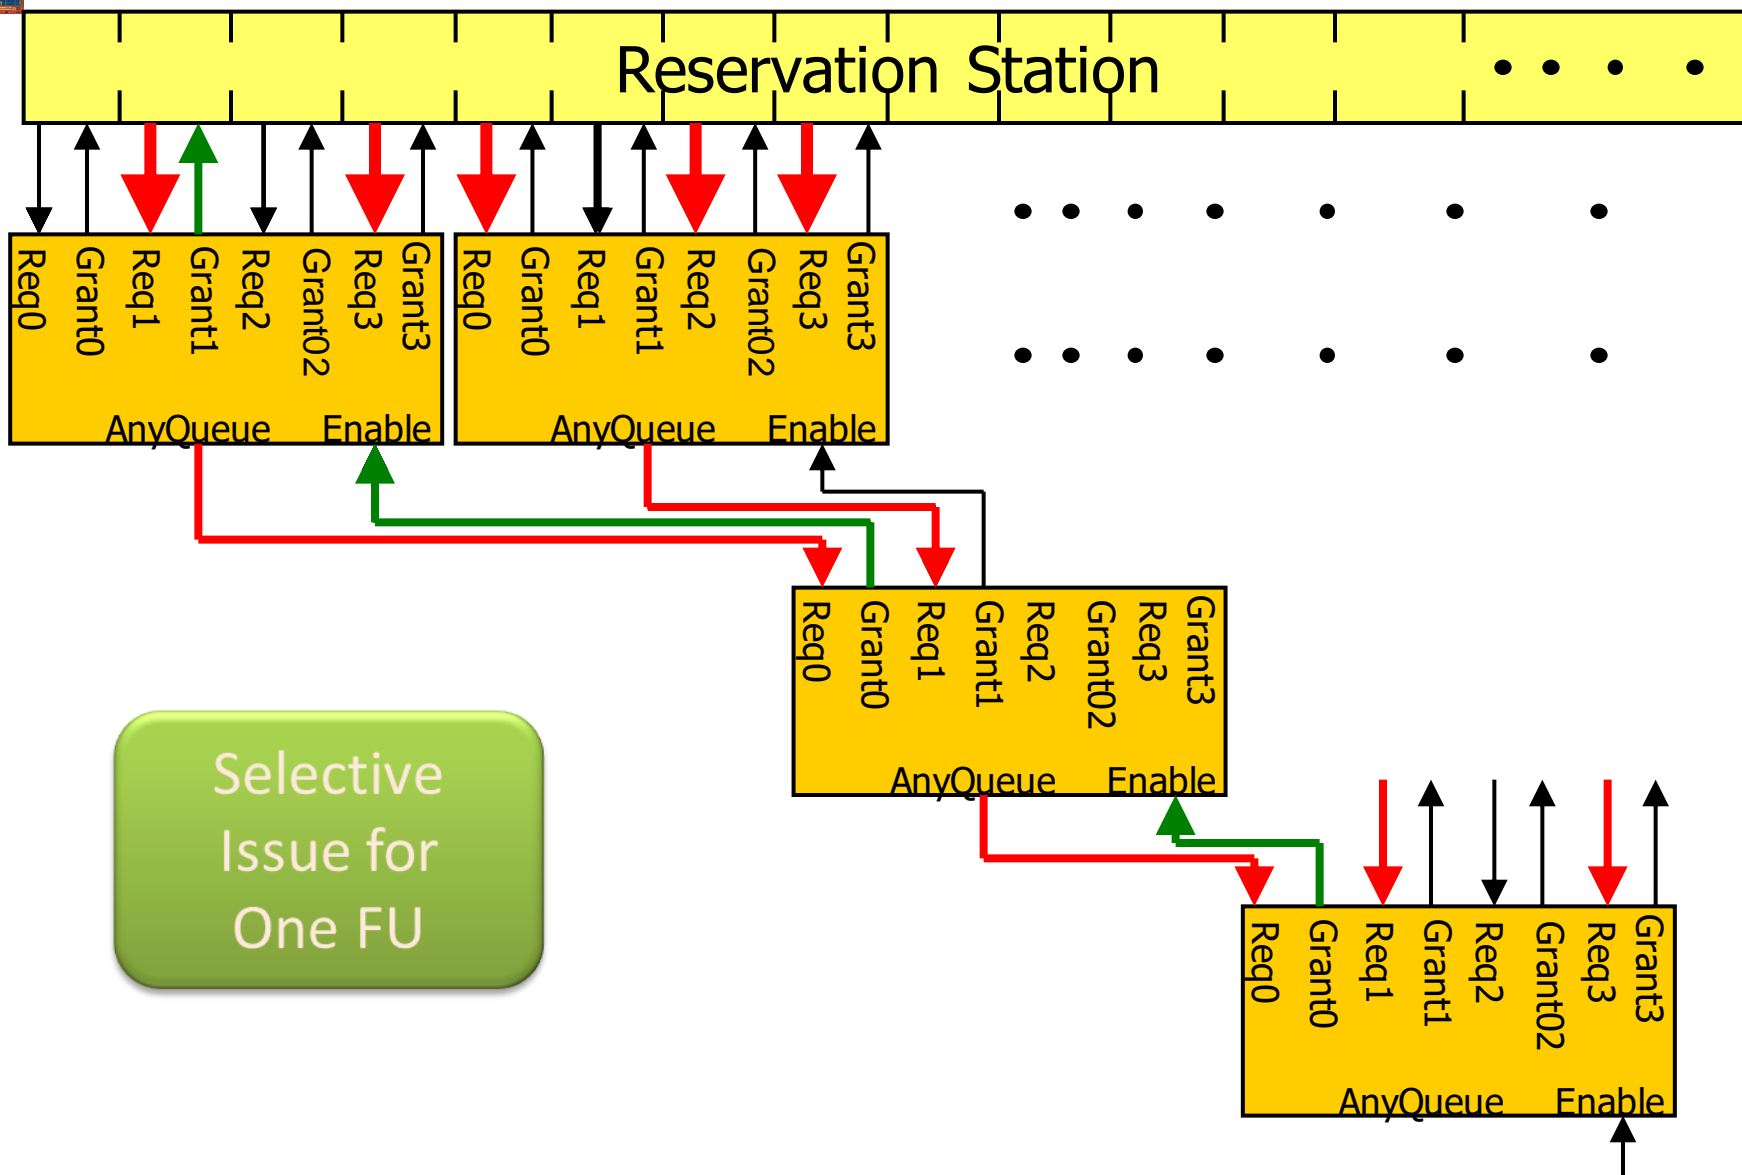 Reservation Station
Req0 Grant0 Req1 Grant1 Req2 Grant02 Req3 Grant3
AnyQueue Enable
Req0 Grant0 Req1 Grant1 Req2 Grant02 Req3 Grant3
AnyQueue Enable
Req0 Grant0 Req1 Grant1 Req2 Grant02 Req3 Grant3
AnyQueue Enable
Selective
Issue for
One FU
Req0 Grant0 Req1 Grant1 Req2 Grant02 Req3 Grant3
AnyQueue Enable